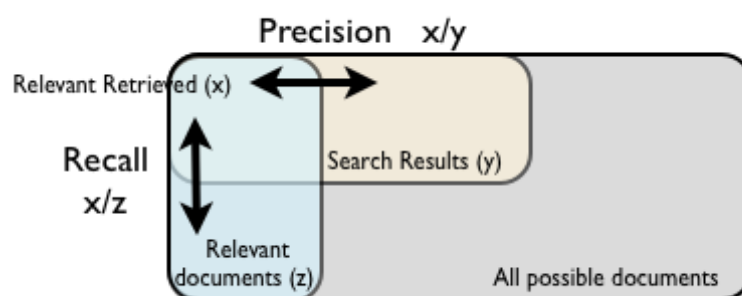 Precision x/y
Relevant Retrieved (x)
Recall
x/z
Search Results (y)
Relevant
documents (z)
All possible documents